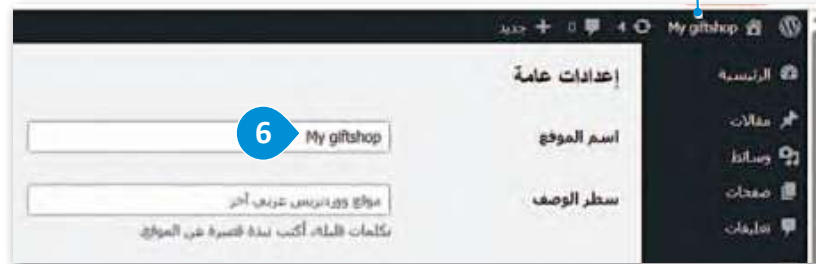 My giftshop 4 0 + جديد
الرئيسية
مقالات
وسائط
صفحات
تعليقات
إعدادات عامة
اسم الموقع
My giftshop
6
سطر الوصف
موقع ووردبريس عربي آخر
بكلمات قليلة، أكتب نبذة قصيرة عن الموقع.